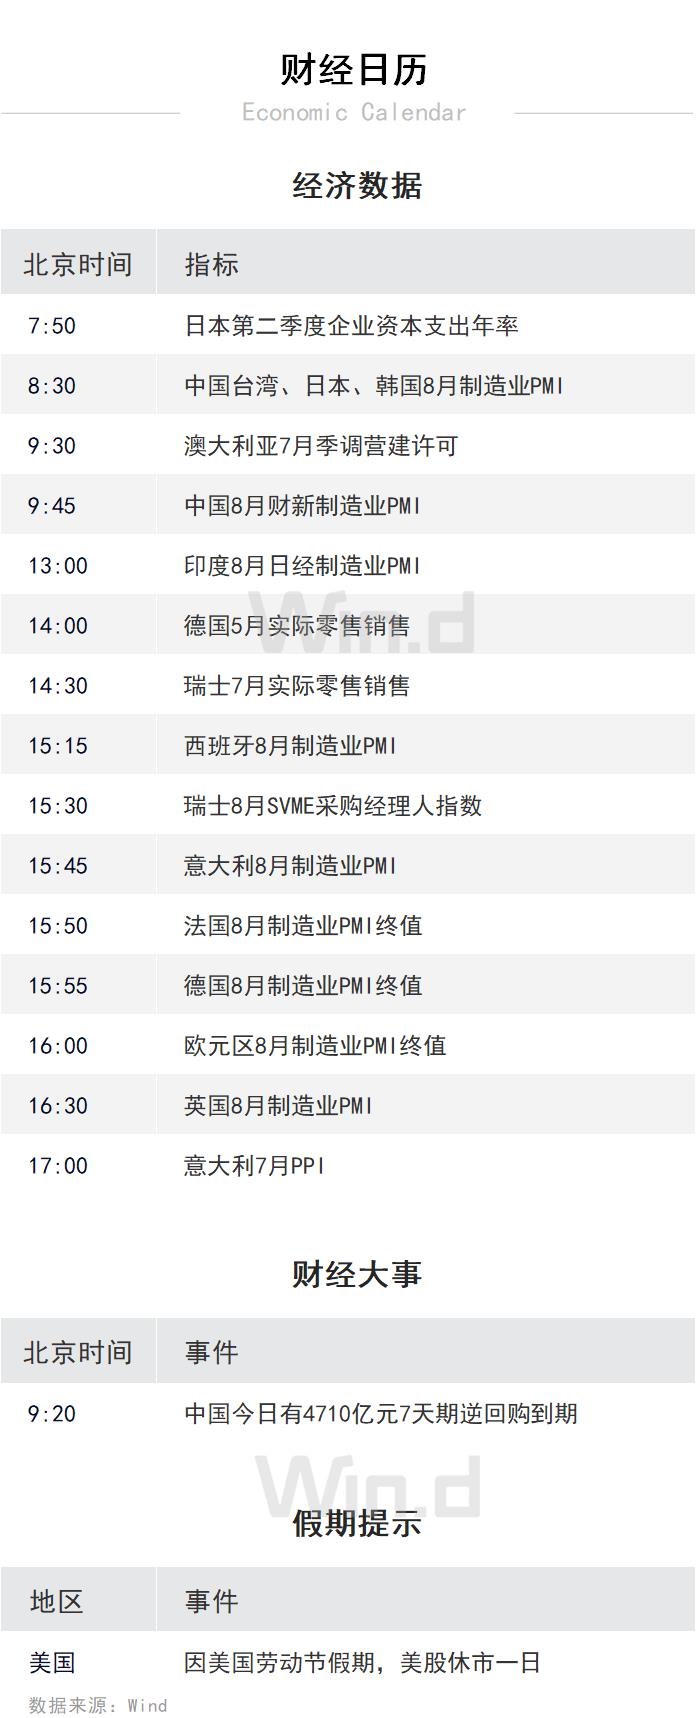 财经日历
Economic Calendar
经济数据
北京时间 指标
7:50 日本第二季度企业资本支出年率
8:30 中国台湾、日本、韩国8月制造业PMI
9:30 澳大利亚7月季调营建许可
9:45 中国8月财新制造业PMI
13:00 印度8月日经制造业PMI
Win.d
14:00 德国5月实际零售销售
14:30 瑞士7月实际零售销售
15:15 西班牙8月制造业PMI
15:30 瑞士8月SVME采购经理人指数
15:45 意大利8月制造业PMI
15:50 法国8月制造业PMI终值
15:55 德国8月制造业PMI终值
16:00 欧元区8月制造业PMI终值
16:30 英国8月制造业PMI
17:00 意大利7月PPI
财经大事
北京时间 事件
9:20 中国今日有4710亿元7天期逆回购到期
Win.d
假期提示
地区 事件
美国 因美国劳动节假期，美股休市一日
数据来源：Wind